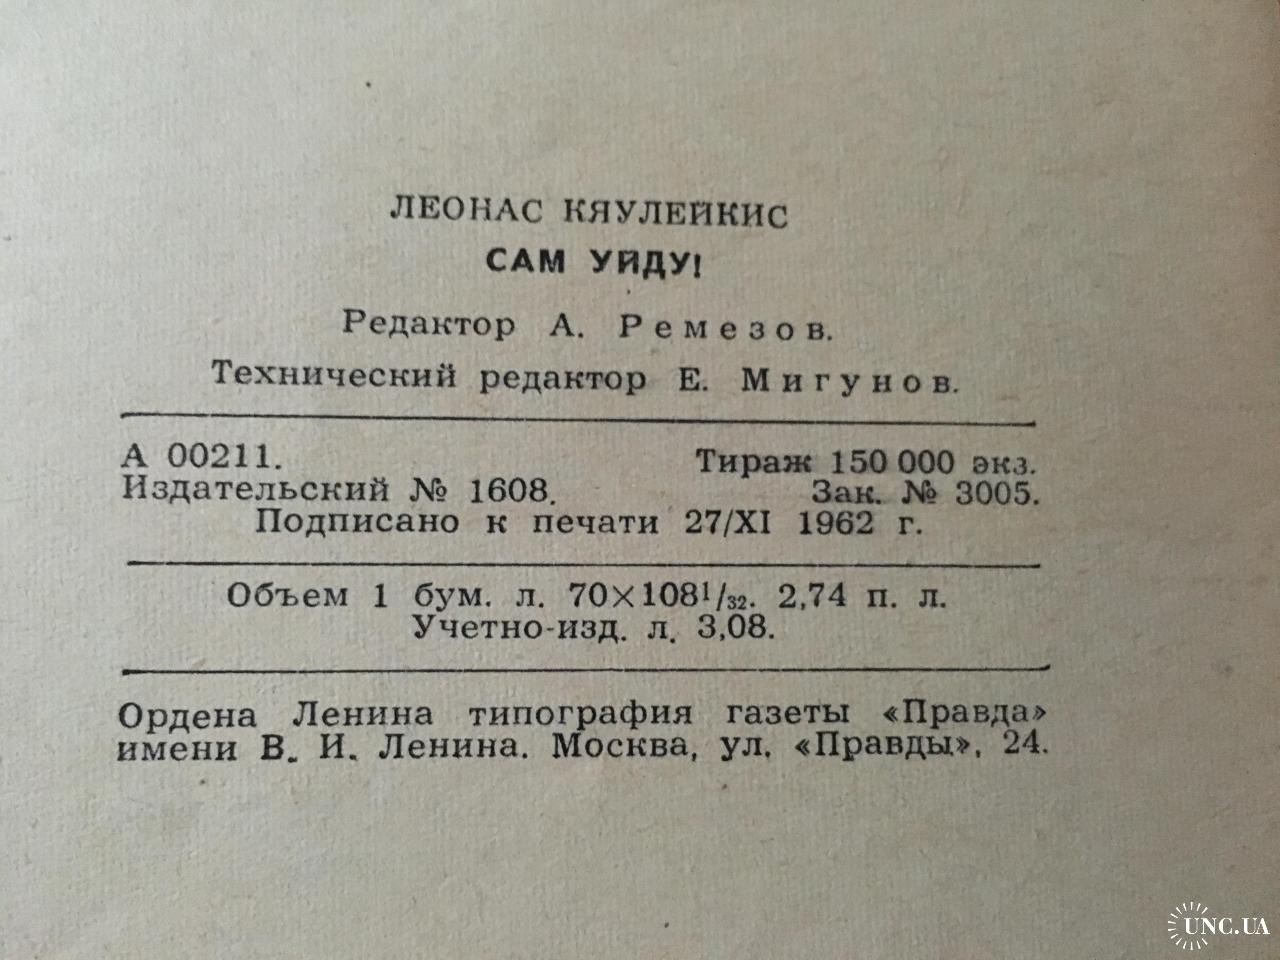 ЛЕОНАС КЯУЛЕЙКИС
САМ УЙДУ!
Редактор А. Ремезов.
Технический редактор Е. Мигунов.
А 00211. Тираж 150 000 экз.
Издательский № 1608. Зак. № 3005.
Подписано к печати 27/XI 1962 г.
Объем 1 бум. л. 70×108¹/₃₂. 2,74 п. л.
Учетно-изд. л. 3,08.
Ордена Ленина типография газеты «Правда»
имени В. И. Ленина. Москва, ул. «Правды», 24.
UNC.UA